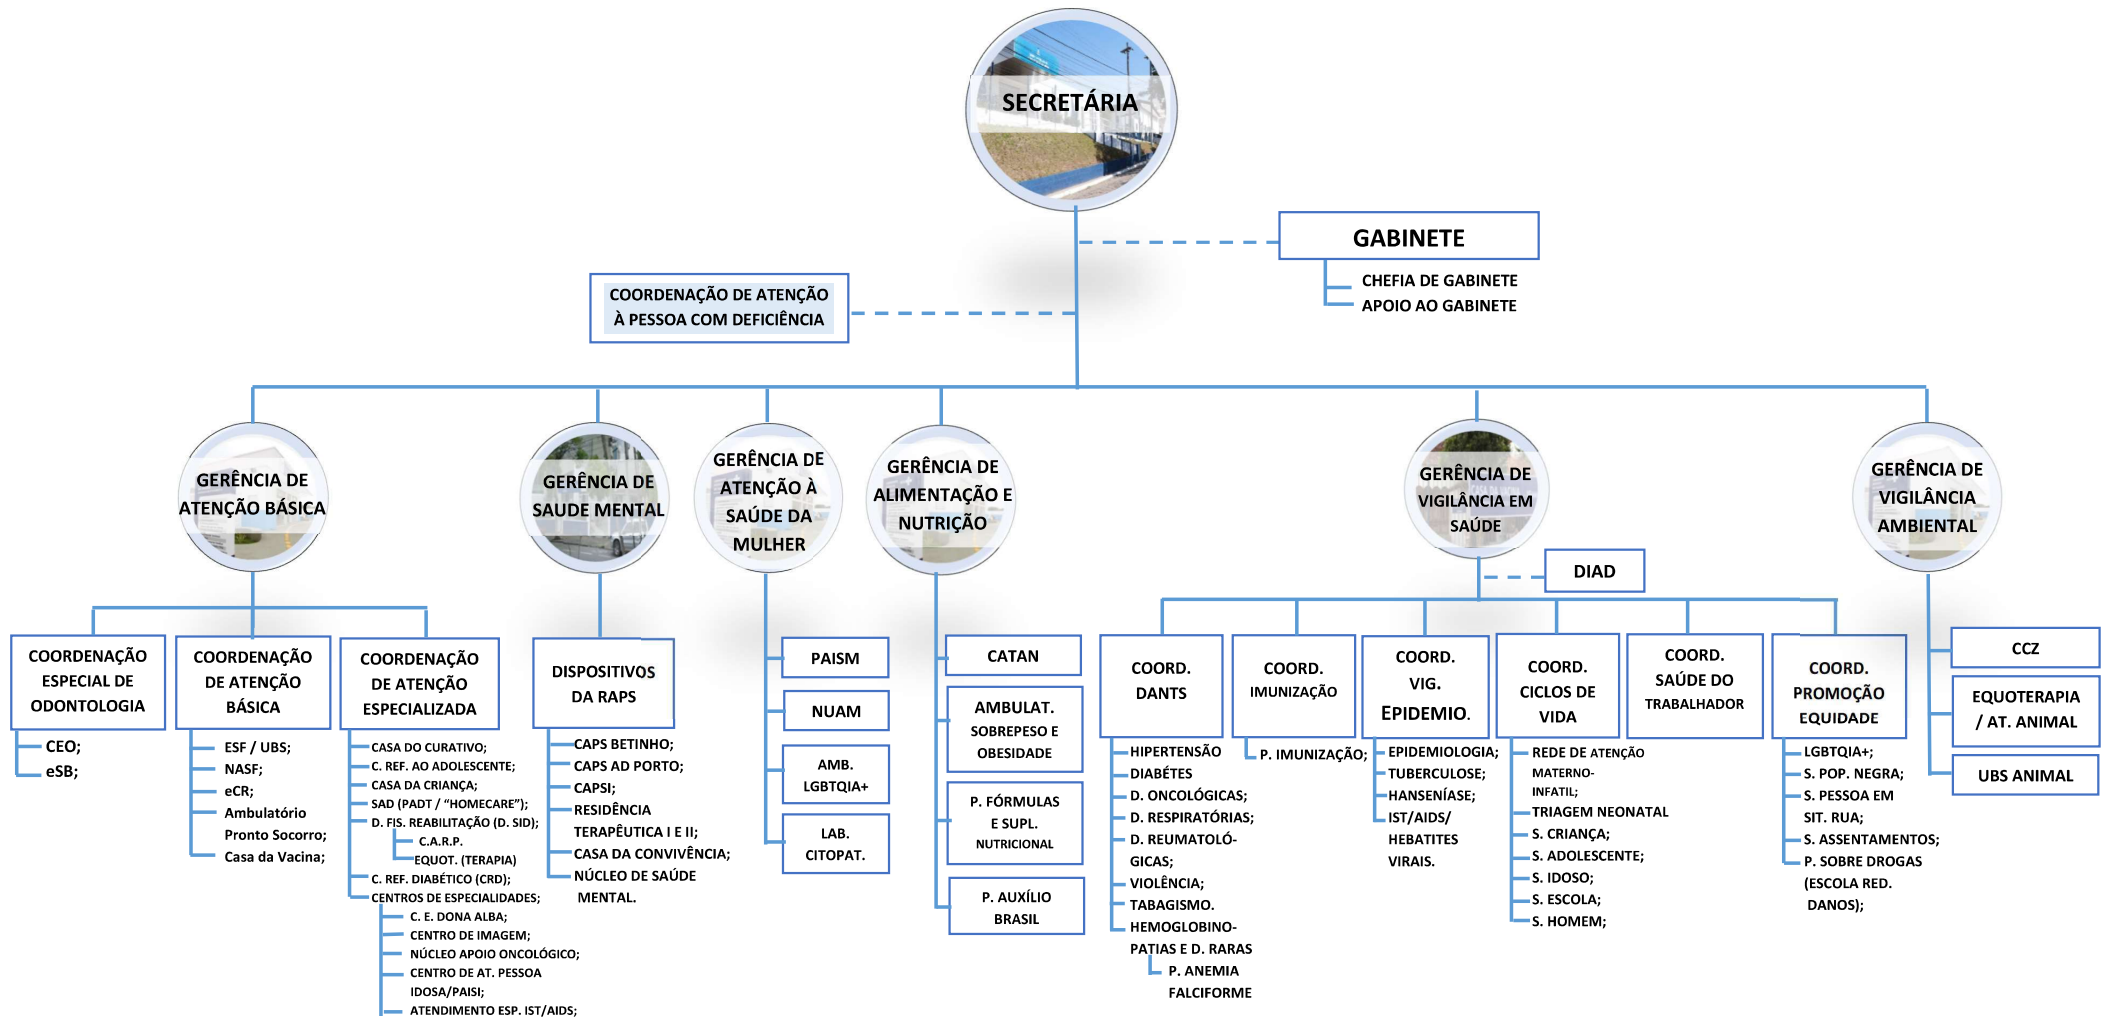 SECRETÁRIA
GABINETE
CHEFIA DE GABINETE
APOIO AO GABINETE
COORDENAÇÃO DE ATENÇÃO
À PESSOA COM DEFICIÊNCIA
GERÊNCIA DE
ATENÇÃO BÁSICA
GERÊNCIA DE
SAUDE MENTAL
GERÊNCIA DE
ATENÇÃO À
SAÚDE DA
MULHER
GERÊNCIA DE
ALIMENTAÇÃO E
NUTRIÇÃO
GERÊNCIA DE
VIGILÂNCIA EM
SAÚDE
GERÊNCIA DE
VIGILÂNCIA
AMBIENTAL
DIAD
COORDENAÇÃO
ESPECIAL DE
ODONTOLOGIA
CEO;
eSB;
COORDENAÇÃO
DE ATENÇÃO
BÁSICA
ESF / UBS;
NASF;
eCR;
Ambulatório
Pronto Socorro;
Casa da Vacina;
COORDENAÇÃO
DE ATENÇÃO
ESPECIALIZADA
CASA DO CURATIVO;
C. REF. AO ADOLESCENTE;
CASA DA CRIANÇA;
SAD (PADT / “HOMECARE”);
D. FIS. REABILITAÇÃO (D. SID);
C.A.R.P.
EQUOT. (TERAPIA)
C. REF. DIABÉTICO (CRD);
CENTROS DE ESPECIALIDADES;
C. E. DONA ALBA;
CENTRO DE IMAGEM;
NÚCLEO APOIO ONCOLÓGICO;
CENTRO DE AT. PESSOA
IDOSA/PAISI;
ATENDIMENTO ESP. IST/AIDS;
DISPOSITIVOS
DA RAPS
CAPS BETINHO;
CAPS AD PORTO;
CAPSI;
RESIDÊNCIA
TERAPÊUTICA I E II;
CASA DA CONVIVÊNCIA;
NÚCLEO DE SAÚDE
MENTAL.
PAISM
NUAM
AMB.
LGBTQIA+
LAB.
CITOPAT.
CATAN
AMBULAT.
SOBREPESO E
OBESIDADE
P. FÓRMULAS
E SUPL.
NUTRICIONAL
P. AUXÍLIO
BRASIL
COORD.
DANTS
HIPERTENSÃO
DIABÉTES
D. ONCOLÓGICAS;
D. RESPIRATÓRIAS;
D. REUMATOLÓ-
GICAS;
VIOLÊNCIA;
TABAGISMO.
HEMOGLOBINO-
PATIAS E D. RARAS
P. ANEMIA
FALCIFORME
COORD.
IMUNIZAÇÃO
P. IMUNIZAÇÃO;
COORD.
VIG.
EPIDEMIO.
EPIDEMIOLOGIA;
TUBERCULOSE;
HANSENÍASE;
IST/AIDS/
HEBATITES
VIRAIS.
COORD.
CICLOS DE
VIDA
REDE DE ATENÇÃO
MATERNO-
INFATIL;
TRIAGEM NEONATAL
S. CRIANÇA;
S. ADOLESCENTE;
S. IDOSO;
S. ESCOLA;
S. HOMEM;
COORD.
SAÚDE DO
TRABALHADOR
COORD.
PROMOÇÃO
EQUIDADE
LGBTQIA+;
S. POP. NEGRA;
S. PESSOA EM
SIT. RUA;
S. ASSENTAMENTOS;
P. SOBRE DROGAS
(ESCOLA RED.
DANOS);
CCZ
EQUOTERAPIA
/ AT. ANIMAL
UBS ANIMAL